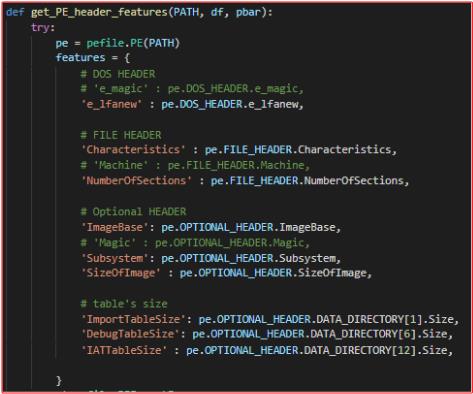 def get_PE_header_features(PATH, df, pbar):
try:
pe = pefile.PE(PATH)
features = {
# DOS HEADER
# 'e_magic' : pe.DOS_HEADER.e_magic,
'e_lfanew' : pe.DOS_HEADER.e_lfanew,
# FILE HEADER
'Characteristics' : pe.FILE_HEADER.Characteristics,
# 'Machine' : pe.FILE_HEADER.Machine,
'NumberOfSections' : pe.FILE_HEADER.NumberOfSections,
# Optional HEADER
'ImageBase': pe.OPTIONAL_HEADER.ImageBase,
# 'Magic' : pe.OPTIONAL_HEADER.Magic,
'Subsystem': pe.OPTIONAL_HEADER.Subsystem,
'SizeOfImage' : pe.OPTIONAL_HEADER.SizeOfImage,
# table's size
'ImportTableSize': pe.OPTIONAL_HEADER.DATA_DIRECTORY[1].Size,
'DebugTableSize': pe.OPTIONAL_HEADER.DATA_DIRECTORY[6].Size,
'IATTableSize' : pe.OPTIONAL_HEADER.DATA_DIRECTORY[12].Size,
}